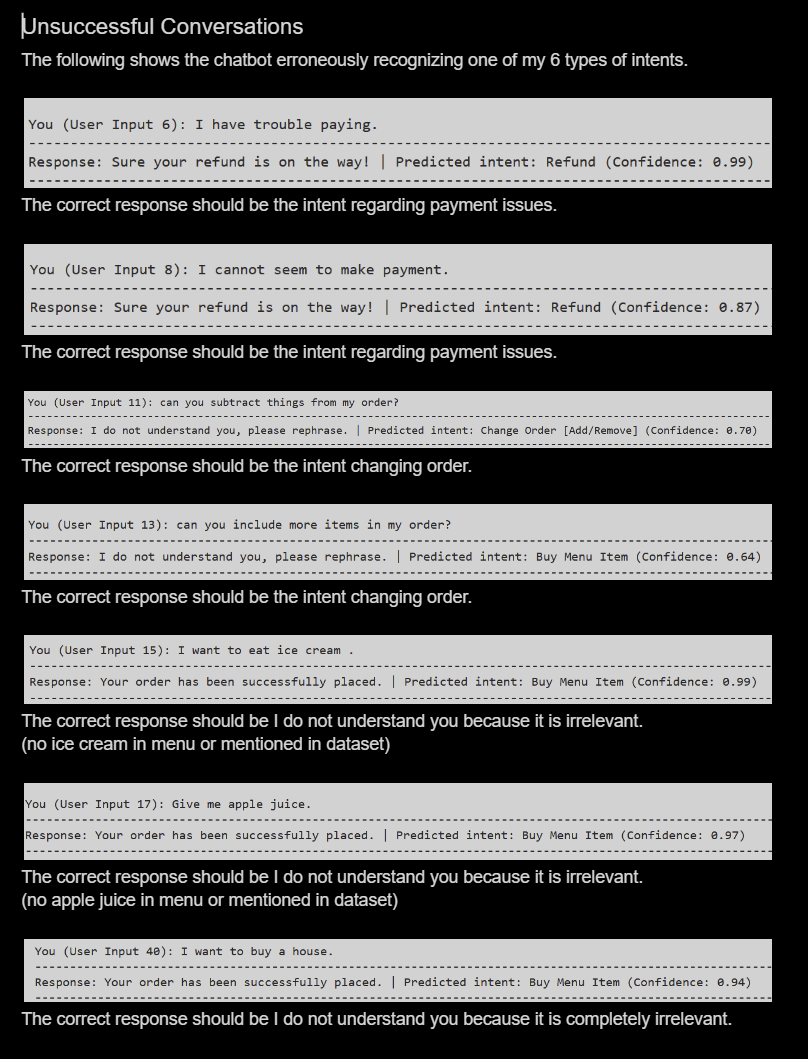 Unsuccessful Conversations
The following shows the chatbot erroneously recognizing one of my 6 types of intents.
You (User Input 6): I have trouble paying.
--------------------------------------------------------------------------------
Response: Sure your refund is on the way! | Predicted intent: Refund (Confidence: 0.99)
--------------------------------------------------------------------------------
The correct response should be the intent regarding payment issues.
You (User Input 8): I cannot seem to make payment.
--------------------------------------------------------------------------------
Response: Sure your refund is on the way! | Predicted intent: Refund (Confidence: 0.87)
--------------------------------------------------------------------------------
The correct response should be the intent regarding payment issues.
You (User Input 11): can you subtract things from my order?
--------------------------------------------------------------------------------
Response: I do not understand you, please rephrase. | Predicted intent: Change Order [Add/Remove] (Confidence: 0.70)
--------------------------------------------------------------------------------
The correct response should be the intent changing order.
You (User Input 13): can you include more items in my order?
--------------------------------------------------------------------------------
Response: I do not understand you, please rephrase. | Predicted intent: Buy Menu Item (Confidence: 0.64)
--------------------------------------------------------------------------------
The correct response should be the intent changing order.
You (User Input 15): I want to eat ice cream .
--------------------------------------------------------------------------------
Response: Your order has been successfully placed. | Predicted intent: Buy Menu Item (Confidence: 0.99)
--------------------------------------------------------------------------------
The correct response should be I do not understand you because it is irrelevant.
(no ice cream in menu or mentioned in dataset)
You (User Input 17): Give me apple juice.
--------------------------------------------------------------------------------
Response: Your order has been successfully placed. | Predicted intent: Buy Menu Item (Confidence: 0.97)
--------------------------------------------------------------------------------
The correct response should be I do not understand you because it is irrelevant.
(no apple juice in menu or mentioned in dataset)
You (User Input 40): I want to buy a house.
--------------------------------------------------------------------------------
Response: Your order has been successfully placed. | Predicted intent: Buy Menu Item (Confidence: 0.94)
--------------------------------------------------------------------------------
The correct response should be I do not understand you because it is completely irrelevant.